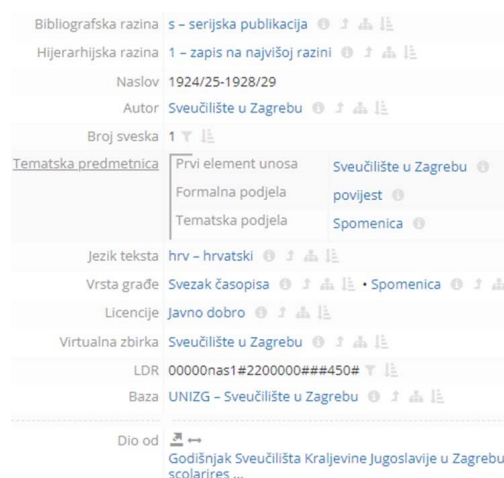 Bibliografska razina s – serijska publikacija
Hijerarhijska razina 1 – zapis na najvišoj razini
Naslov 1924/25-1928/29
Autor Sveučilište u Zagrebu
Broj sveska 1
Tematska predmetnica Prvi element unosa Sveučilište u Zagrebu
Formalna podjela povijest
Tematska podjela Spomenica
Jezik teksta hrv – hrvatski
Vrsta građe Svezak časopisa • Spomenica
Licencije Javno dobro
Virtualna zbirka Sveučilište u Zagrebu
LDR 00000nas1#2200000###450#
Baza UNIZG – Sveučilište u Zagrebu
Dio od
Godišnjak Sveučilišta Kraljevine Jugoslavije u Zagrebu
scolarires ...